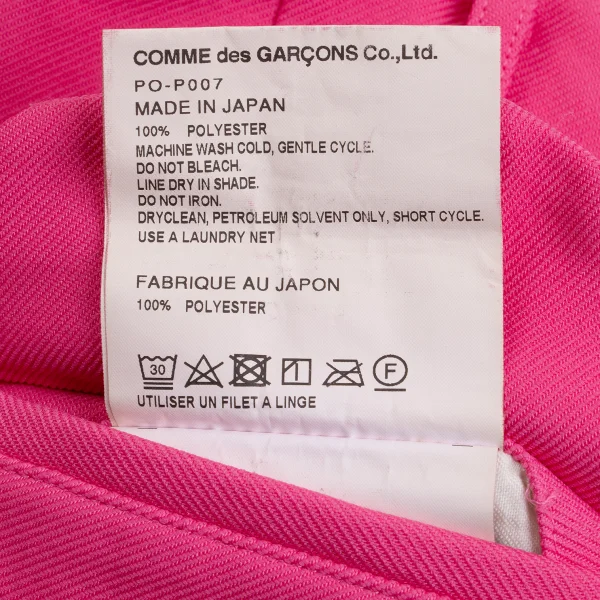 COMME des GARÇONS Co.,Ltd.
PO-P007
MADE IN JAPAN
100% POLYESTER
MACHINE WASH COLD, GENTLE CYCLE.
DO NOT BLEACH.
LINE DRY IN SHADE.
DO NOT IRON.
DRYCLEAN, PETROLEUM SOLVENT ONLY, SHORT CYCLE.
USE A LAUNDRY NET
FABRIQUE AU JAPON
100% POLYESTER
30 F
UTILISER UN FILET A LINGE